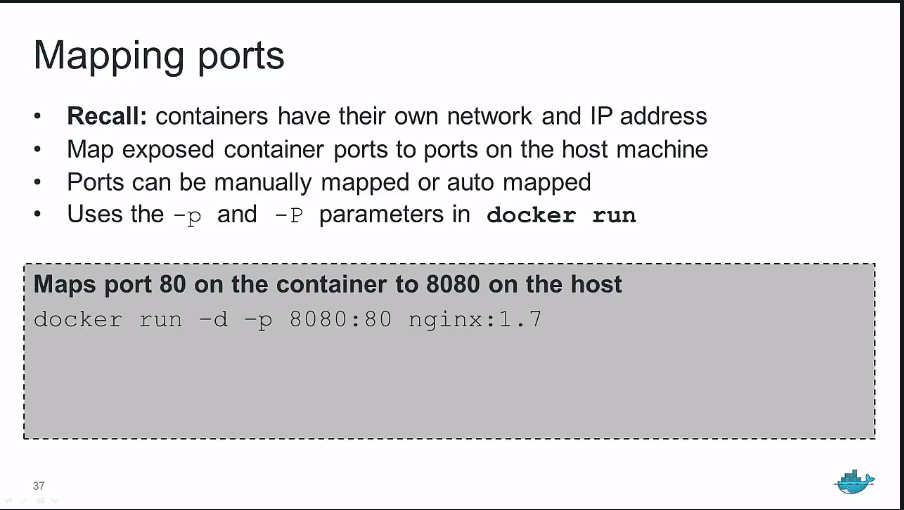 Mapping ports
• Recall: containers have their own network and IP address
• Map exposed container ports to ports on the host machine
• Ports can be manually mapped or auto mapped
• Uses the -p and -P parameters in docker run
Maps port 80 on the container to 8080 on the host
docker run –d –p 8080:80 nginx:1.7
37